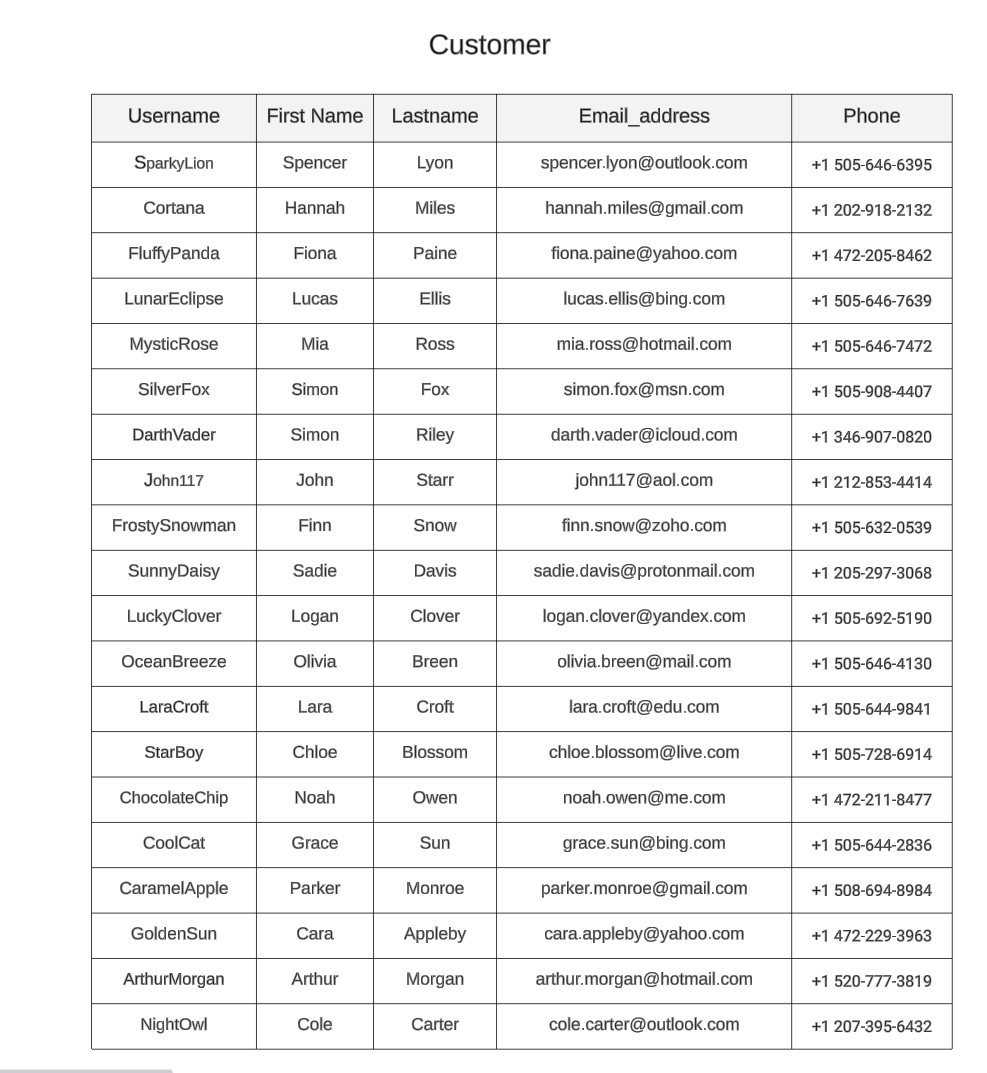 Customer
Username First Name Lastname Email_address Phone
SparkyLion Spencer Lyon spencer.lyon@outlook.com +1 505-646-6395
Cortana Hannah Miles hannah.miles@gmail.com +1 202-918-2132
FluffyPanda Fiona Paine fiona.paine@yahoo.com +1 472-205-8462
LunarEclipse Lucas Ellis lucas.ellis@bing.com +1 505-646-7639
MysticRose Mia Ross mia.ross@hotmail.com +1 505-646-7472
SilverFox Simon Fox simon.fox@msn.com +1 505-908-4407
DarthVader Simon Riley darth.vader@icloud.com +1 346-907-0820
John117 John Starr john117@aol.com +1 212-853-4414
FrostySnowman Finn Snow finn.snow@zoho.com +1 505-632-0539
SunnyDaisy Sadie Davis sadie.davis@protonmail.com +1 205-297-3068
LuckyClover Logan Clover logan.clover@yandex.com +1 505-692-5190
OceanBreeze Olivia Breen olivia.breen@mail.com +1 505-646-4130
LaraCroft Lara Croft lara.croft@edu.com +1 505-644-9841
StarBoy Chloe Blossom chloe.blossom@live.com +1 505-728-6914
ChocolateChip Noah Owen noah.owen@me.com +1 472-211-8477
CoolCat Grace Sun grace.sun@bing.com +1 505-644-2836
CaramelApple Parker Monroe parker.monroe@gmail.com +1 508-694-8984
GoldenSun Cara Appleby cara.appleby@yahoo.com +1 472-229-3963
ArthurMorgan Arthur Morgan arthur.morgan@hotmail.com +1 520-777-3819
NightOwl Cole Carter cole.carter@outlook.com +1 207-395-6432